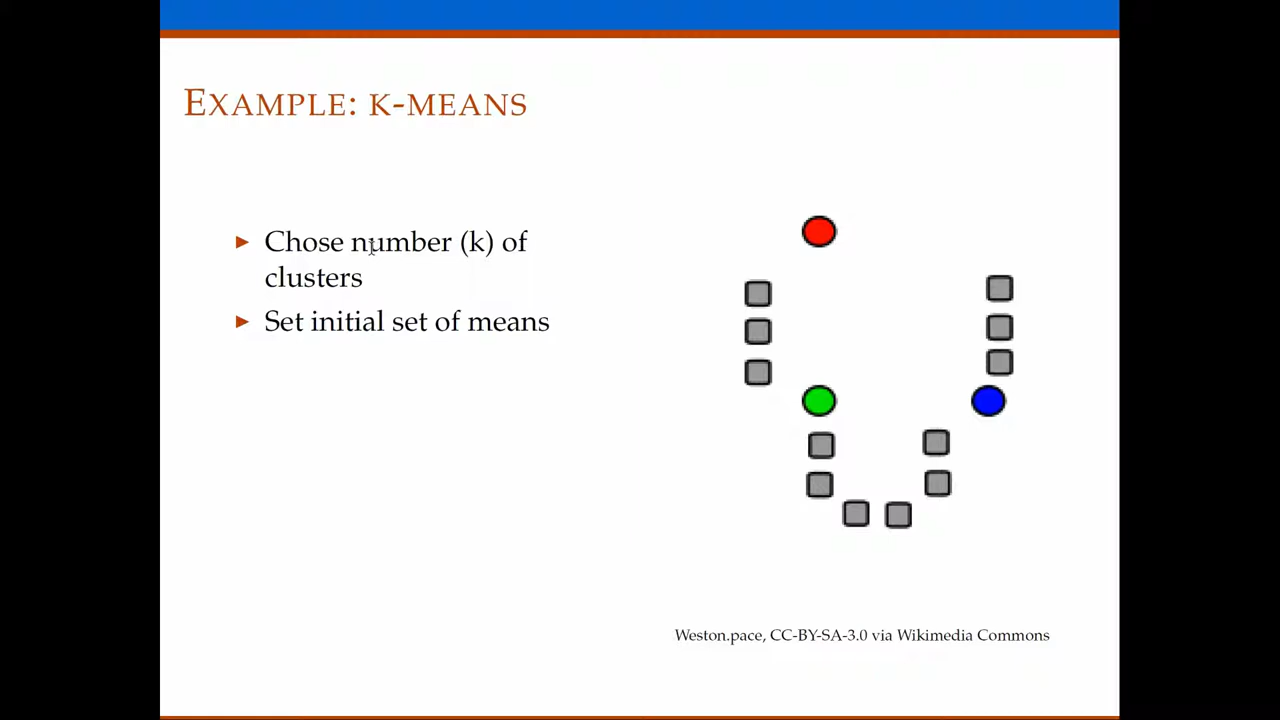 EXAMPLE: K-MEANS
▶ Chose number (k) of
clusters
▶ Set initial set of means
Weston.pace, CC-BY-SA-3.0 via Wikimedia Commons